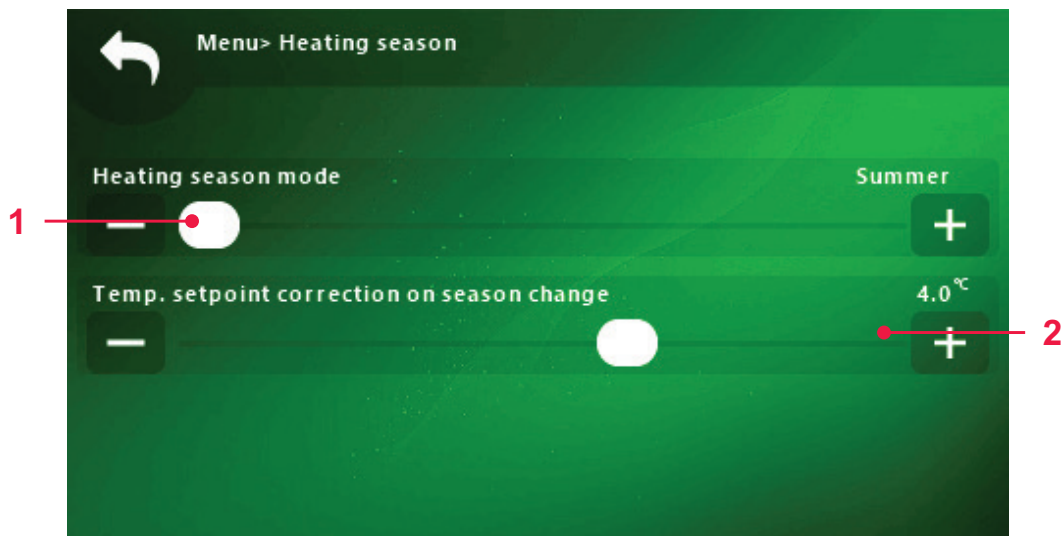 Menu> Heating season
Heating season mode Summer
1
Temp. setpoint correction on season change 4.0°C
2